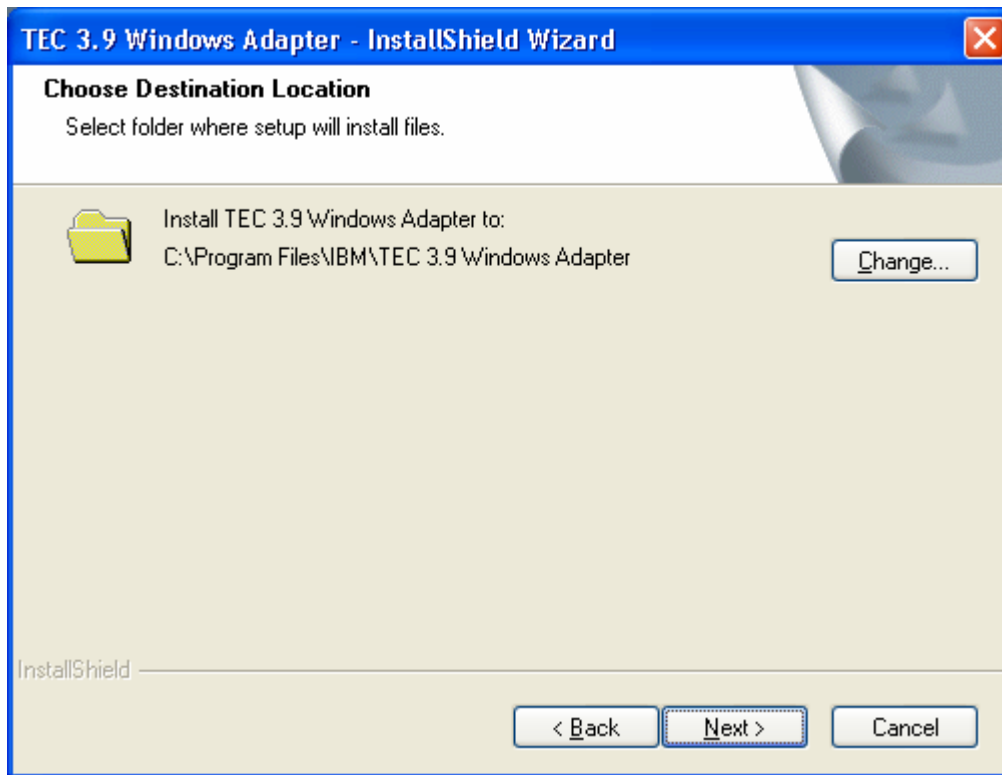 TEC 3.9 Windows Adapter - InstallShield Wizard
Choose Destination Location
Select folder where setup will install files.
Install TEC 3.9 Windows Adapter to:
C:\Program Files\IBM\TEC 3.9 Windows Adapter
Change...
InstallShield
< Back
Next >
Cancel